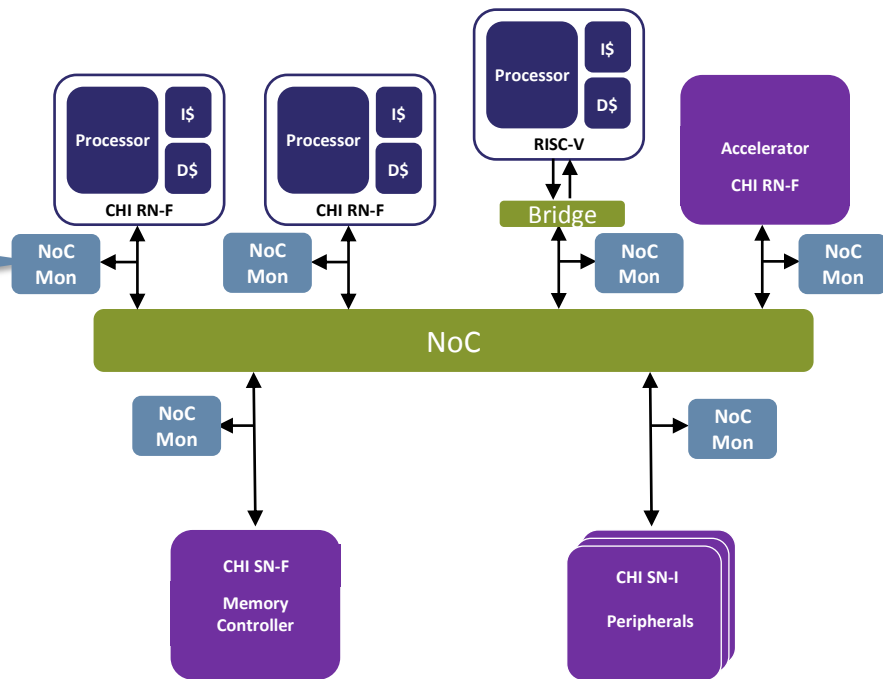 Processor
I$
D$
CHI RN-F
Processor
I$
D$
CHI RN-F
Processor
I$
D$
RISC-V
Bridge
Accelerator
CHI RN-F
NoC
Mon
NoC
Mon
NoC
Mon
NoC
Mon
NoC
NoC
Mon
NoC
Mon
CHI SN-F
Memory
Controller
CHI SN-I
Peripherals